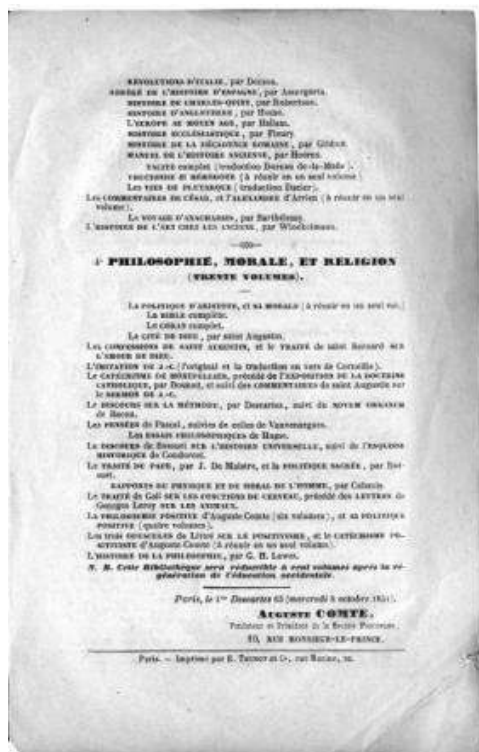 RÉVOLUTIONS D'ITALIE, par Denina.
ABRÉGÉ DE L'HISTOIRE D'ESPAGNE, par Ascargorta.
HISTOIRE DE CHARLES-QUINT, par Robertson.
HISTOIRE D'ANGLETERRE, par Hume.
L'EUROPE AU MOYEN AGE, par Hallam.
HISTOIRE ECCLÉSIASTIQUE, par Fleury.
HISTOIRE DE LA DÉCADENCE ROMAINE, par Gibbon.
MANUEL DE L'HISTOIRE ANCIENNE, par Heeren.
TACITE complet (traduction Dureau de-la-Malle).
THUCYDIDE et HÉRODOTE (à réunir en un seul volume)
LES VIES DE PLUTARQUE (traduction Dacier).
LES COMMENTAIRES DE CÉSAR, et l'ALEXANDRE d'Arrien (à réunir en un seul
volume).
LE VOYAGE D'ANACHARSIS, par Barthélemy.
L'HISTOIRE DE L'ART CHEZ LES ANCIENS, par Winckelmann.
4° PHILOSOPHIE, MORALE, ET RELIGION
(TRENTE VOLUMES).
LA POLITIQUE D'ARISTOTE, et SA MORALE (à réunir en un seul vol.)
LA BIBLE complète.
LE CORAN complet.
LA CITÉ DE DIEU, par saint Augustin.
LES CONFESSIONS DE SAINT AUGUSTIN, et le TRAITÉ de saint Bernard SUR
L'AMOUR DE DIEU.
L'IMITATION DE J.-C. (l'original et la traduction en vers de Corneille).
LE CATÉCHISME DE MONTPELLIER, précédé de l'EXPOSITION DE LA DOCTRINE
CATHOLIQUE, par Bossuet, et suivi des COMMENTAIRES de saint Augustin sur
le SERMON DE J.-C.
LE DISCOURS SUR LA MÉTHODE, par Descartes, suivi du NOVUM ORGANUM
de Bacon.
LES PENSÉES de Pascal, suivies de celles de Vauvenargues.
LES ESSAIS PHILOSOPHIQUES de Hume.
LE DISCOURS de Bossuet SUR L'HISTOIRE UNIVERSELLE, suivi de l'ESQUISSE
HISTORIQUE de Condorcet.
LE TRAITÉ DU PAPE, par J. De Maistre, et la POLITIQUE SACRÉE, par Bos-
suet.
RAPPORTS DU PHYSIQUE ET DU MORAL DE L'HOMME, par Cabanis.
LE TRAITÉ de Gall SUR LES FONCTIONS DU CERVEAU, précédé des LETTRES de
Georges Leroy SUR LES ANIMAUX.
LA PHILOSOPHIE POSITIVE d'Auguste Comte (six volumes), et sa POLITIQUE
POSITIVE (quatre volumes).
LES trois OPUSCULES de Littré SUR LE POSITIVISME, et le CATÉCHISME PO-
SITIVISTE d'Auguste Comte (à réunir en un seul volume).
L'HISTOIRE DE LA PHILOSOPHIE, par G. H. Lewes.
N. B. Cette Bibliothèque sera réductible à cent volumes après la ré-
génération de l'éducation occidentale.
Paris, le 1er Descartes 63 (mercredi 8 octobre 1851).
AUGUSTE COMTE,
Fondateur et Président de la Société Positiviste.
10, RUE MONSIEUR-LE-PRINCE.
Paris. — Imprimé par E. THUNOT et Cie, rue Racine, 26.